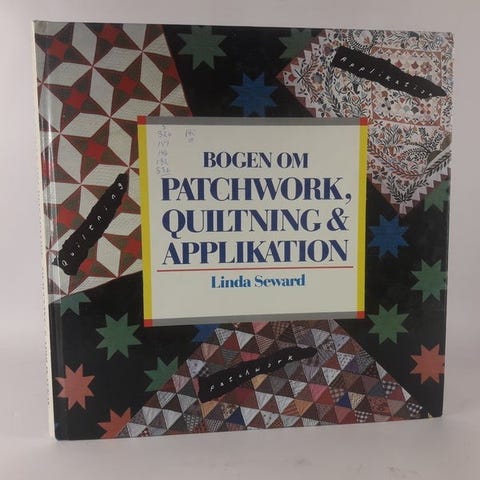 Applikation
BOGEN OM
PATCHWORK,
QUILTNING &
APPLIKATION
Linda Seward
Quiltning
Patchwork